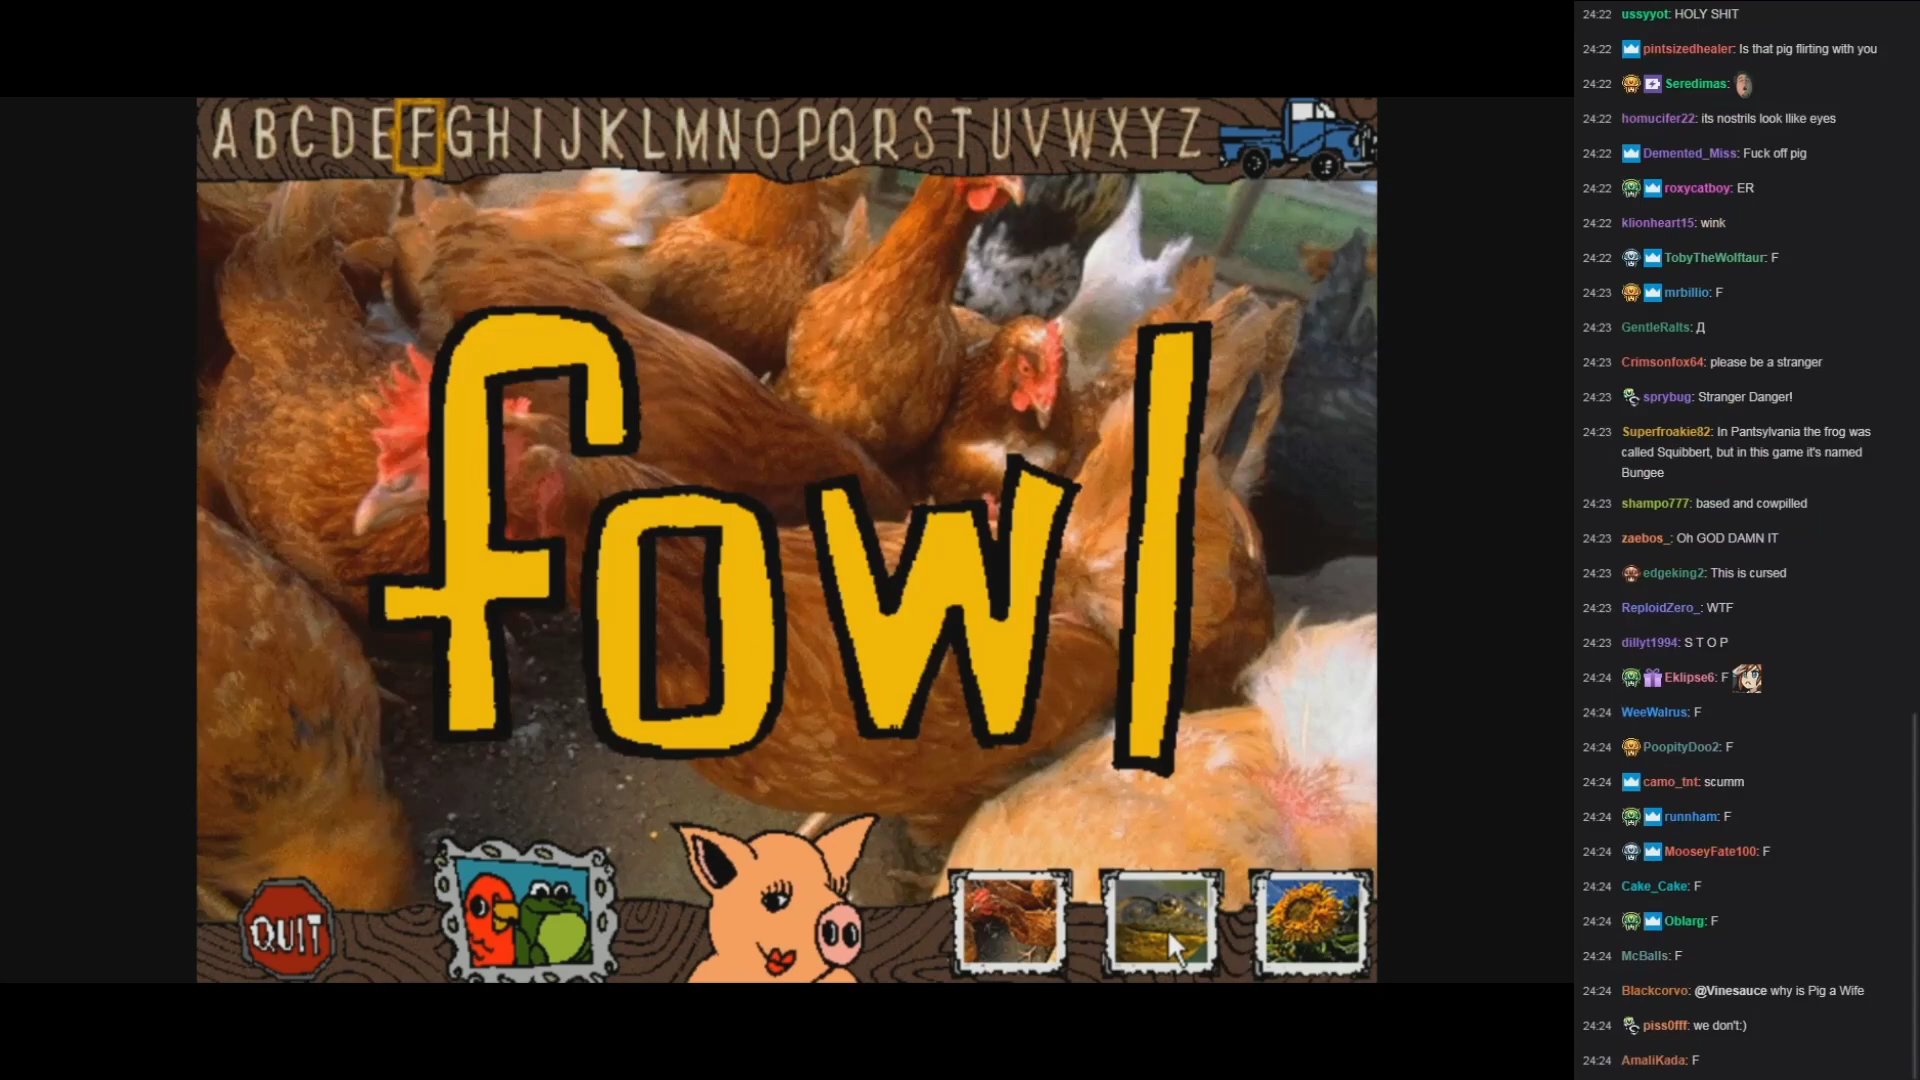 A B C D E F G H I J K L M N O P Q R S T U V W X Y Z
fowl
QUIT
24:22 ussyyot: HOLY SHIT
24:22 pintsizedhealer: Is that pig flirting with you
24:22 Seredimas:
24:22 homucifer22: its nostrils look llike eyes
24:22 Demented_Miss: Fuck off pig
24:22 roxycatboy: ER
24:22 klionheart15: wink
24:22 TobyTheWolftaur: F
24:23 mrbillio: F
24:23 GentleRalts: Д
24:23 Crimsonfox64: please be a stranger
24:23 sprybug: Stranger Danger!
24:23 Superfroakie82: In Pantsylvania the frog was
called Squibbert, but in this game it's named
Bungee
24:23 shampo777: based and cowpilled
24:23 zaebos_: Oh GOD DAMN IT
24:23 edgeking2: This is cursed
24:23 ReploidZero_: WTF
24:23 dillyt1994: S T O P
24:24 Eklipse6: F
24:24 WeeWalrus: F
24:24 PoopityDoo2: F
24:24 camo_tnt: scumm
24:24 runnham: F
24:24 MooseyFate100: F
24:24 Cake_Cake: F
24:24 Oblarg: F
24:24 McBalls: F
24:24 Blackcorvo: @Vinesauce why is Pig a Wife
24:24 piss0fff: we don't:)
24:24 AmaliKada: F